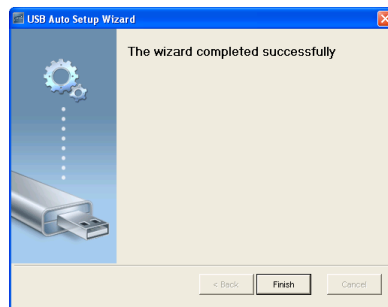 USB Auto Setup Wizard
The wizard completed successfully
< Back Finish Cancel